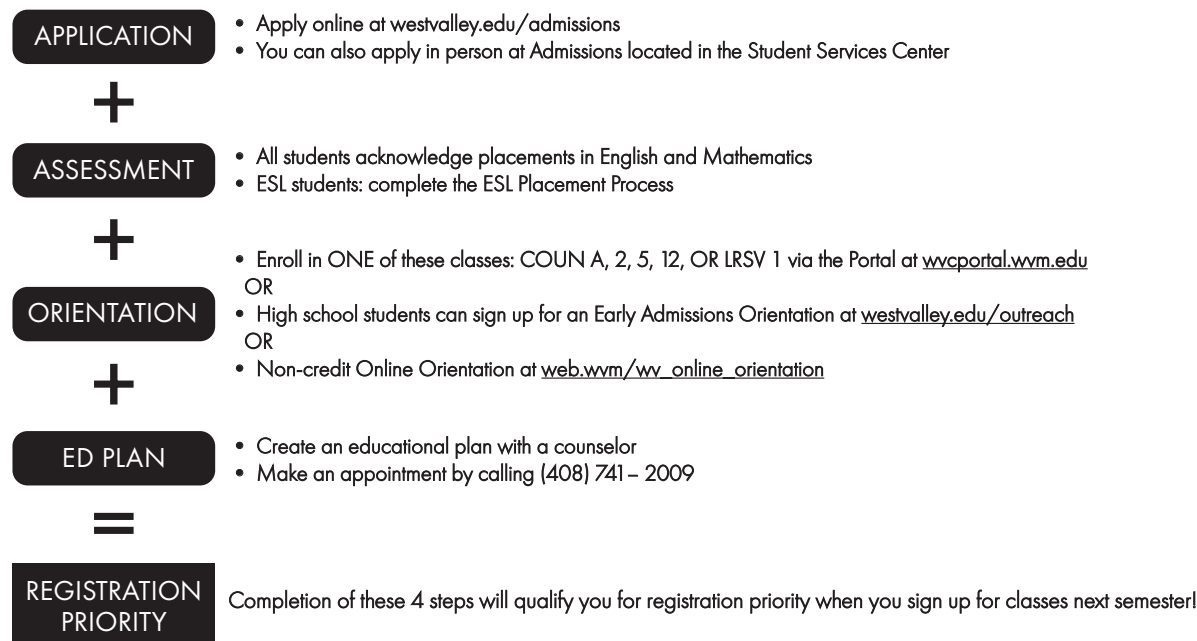 APPLICATION
• Apply online at westvalley.edu/admissions
• You can also apply in person at Admissions located in the Student Services Center
+
ASSESSMENT
• All students acknowledge placements in English and Mathematics
• ESL students: complete the ESL Placement Process
+
ORIENTATION
• Enroll in ONE of these classes: COUN A, 2, 5, 12, OR LRSV 1 via the Portal at wvcportal.wvm.edu
OR
• High school students can sign up for an Early Admissions Orientation at westvalley.edu/outreach
OR
• Non-credit Online Orientation at web.wvm/wv_online_orientation
+
ED PLAN
• Create an educational plan with a counselor
• Make an appointment by calling (408) 741– 2009
=
REGISTRATION
PRIORITY
Completion of these 4 steps will qualify you for registration priority when you sign up for classes next semester!